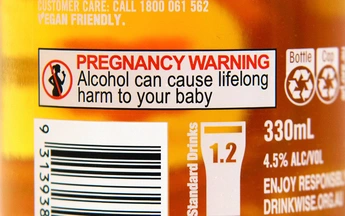 CUSTOMER CARE: CALL 1800 061 562
VEGAN FRIENDLY.
PREGNANCY WARNING
Alcohol can cause lifelong
harm to your baby
Bottle
Cap
9 313938
Standard Drinks
1.2
330mL
4.5% ALC/VOL
ENJOY RESPONSIB
DRINKWISE.ORG.AU